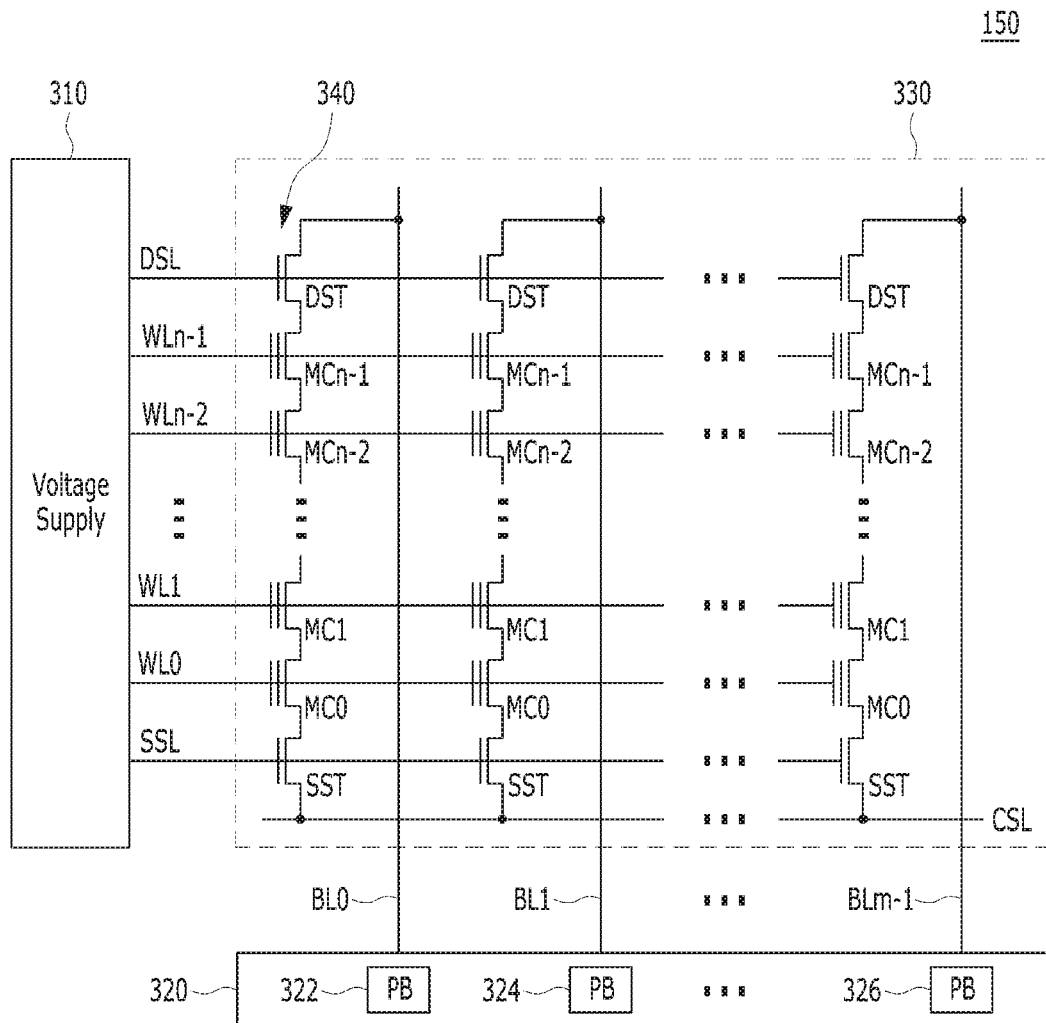 150
310
340
330
DSL
DST DST DST
WLn-1
MCn-1 MCn-1 MCn-1
WLn-2
MCn-2 MCn-2 MCn-2
Voltage
Supply
WL1
MC1 MC1 MC1
WL0
MC0 MC0 MC0
SSL
SST SST SST
CSL
BL0 BL1 BLm-1
320 322 PB 324 PB 326 PB